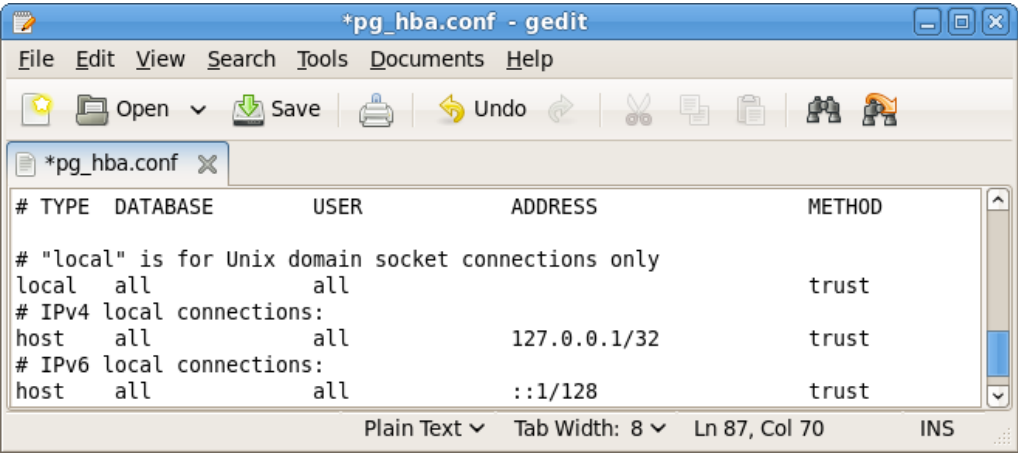 *pg_hba.conf - gedit
File Edit View Search Tools Documents Help
Open Save Undo
*pg_hba.conf
# TYPE  DATABASE        USER            ADDRESS                 METHOD
# "local" is for Unix domain socket connections only
local   all             all                                     trust
# IPv4 local connections:
host    all             all             127.0.0.1/32            trust
# IPv6 local connections:
host    all             all             ::1/128                 trust
Plain Text Tab Width: 8 Ln 87, Col 70 INS